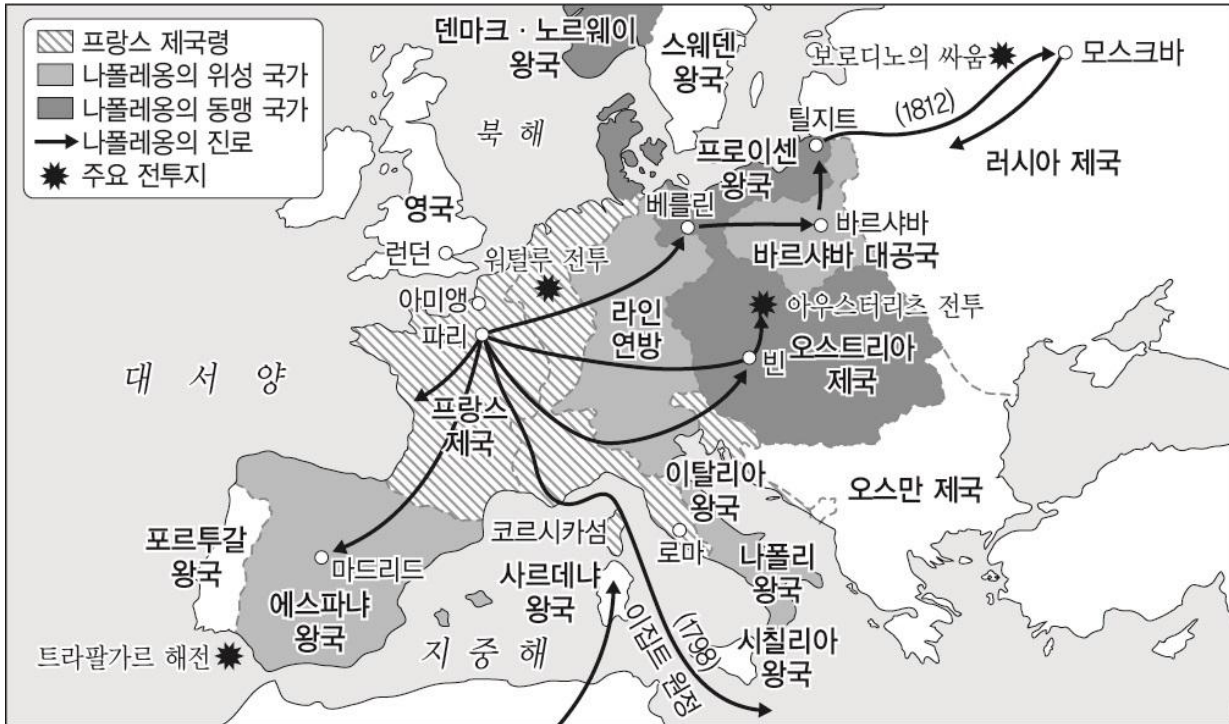 프랑스 제국령
나폴레옹의 위성 국가
나폴레옹의 동맹 국가
나폴레옹의 진로
주요 전투지
덴마크 · 노르웨이
왕국
스웨덴
왕국
보로디노의 싸움
모스크바
(1812)
틸지트
북해
프로이센
왕국
러시아 제국
영국
베를린
바르샤바
런던
바르샤바 대공국
워털루 전투
아미앵
라인
연방
아우스터리츠 전투
파리
빈
오스트리아
제국
대서양
프랑스
제국
이탈리아
왕국
오스만 제국
포르투갈
왕국
코르시카섬
로마
마드리드
나폴리
왕국
사르데냐
왕국
에스파냐
왕국
(1798)
이집트 원정
시칠리아
왕국
트라팔가르 해전
지중해